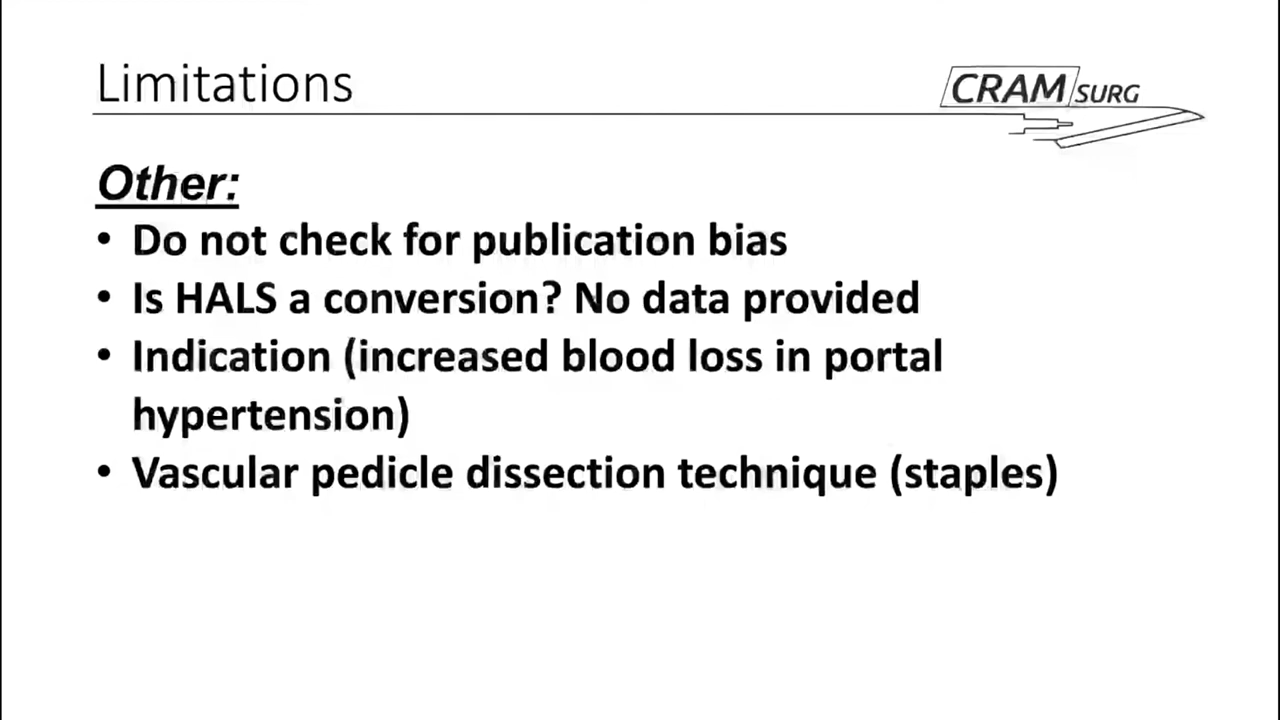 Limitations
CRAM SURG
Other:
• Do not check for publication bias
• Is HALS a conversion? No data provided
• Indication (increased blood loss in portal
hypertension)
• Vascular pedicle dissection technique (staples)